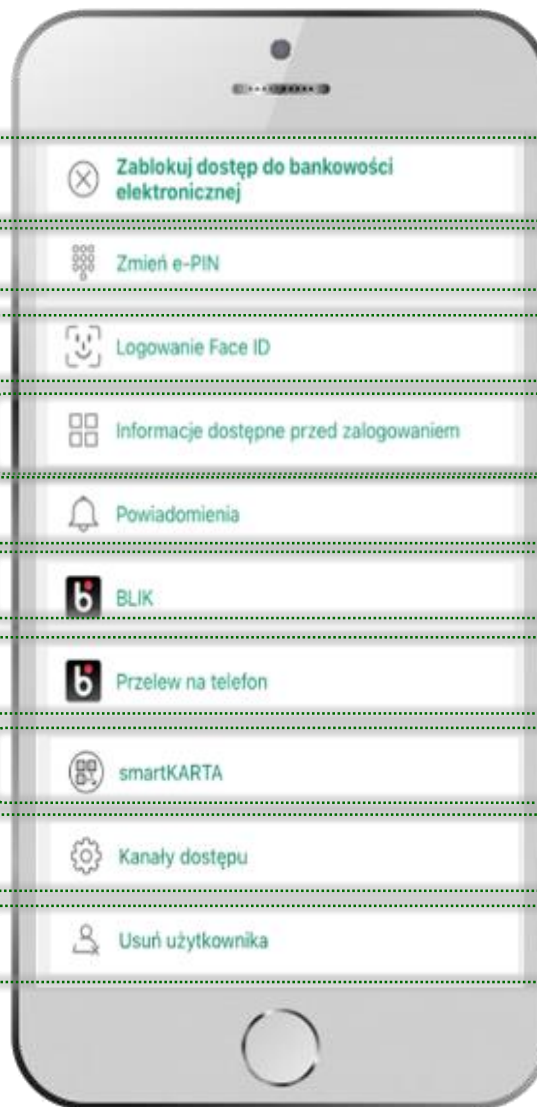 Zablokuj dostęp do bankowości
elektronicznej
Zmień e-PIN
Logowanie Face ID
Informacje dostępne przed zalogowaniem
Powiadomienia
BLIK
Przelew na telefon
smartKARTA
Kanały dostępu
Usuń użytkownika